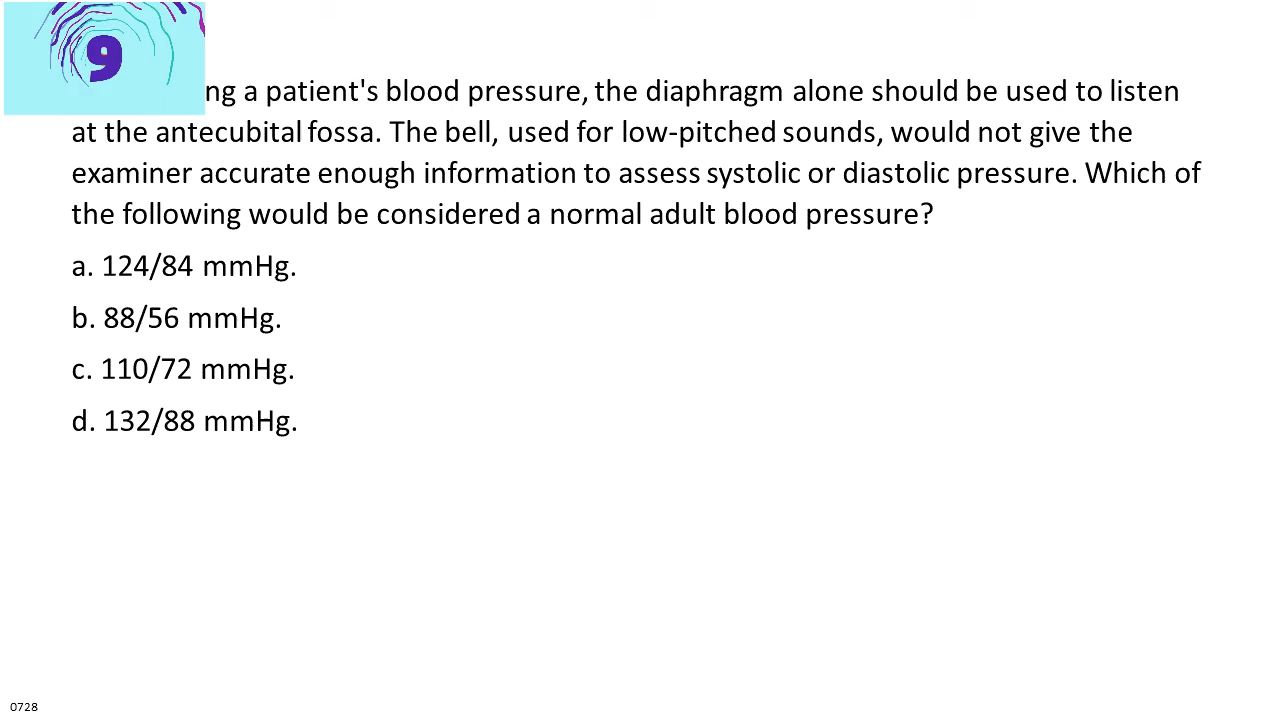 9
ng a patient's blood pressure, the diaphragm alone should be used to listen
at the antecubital fossa. The bell, used for low-pitched sounds, would not give the
examiner accurate enough information to assess systolic or diastolic pressure. Which of
the following would be considered a normal adult blood pressure?
a. 124/84 mmHg.
b. 88/56 mmHg.
c. 110/72 mmHg.
d. 132/88 mmHg.
0728